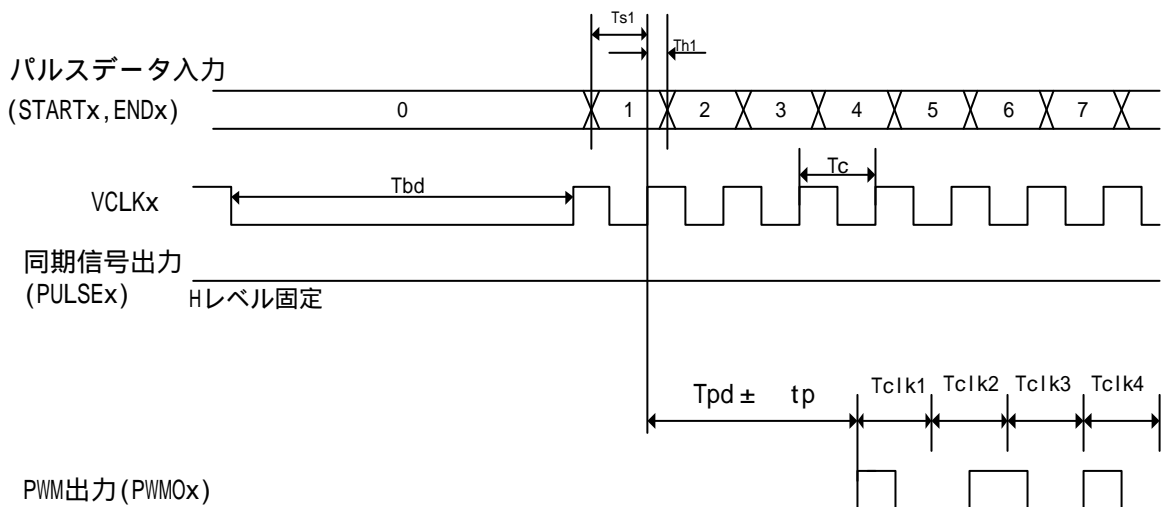 Ts1
Th1
パルスデータ入力
(STARTx,ENDx)
0 1 2 3 4 5 6 7
Tc
Tbd
VCLKx
同期信号出力
(PULSEx)
Hレベル固定
Tpd± tp
Tclk1 Tclk2 Tclk3 Tclk4
PWM出力(PWMOx)